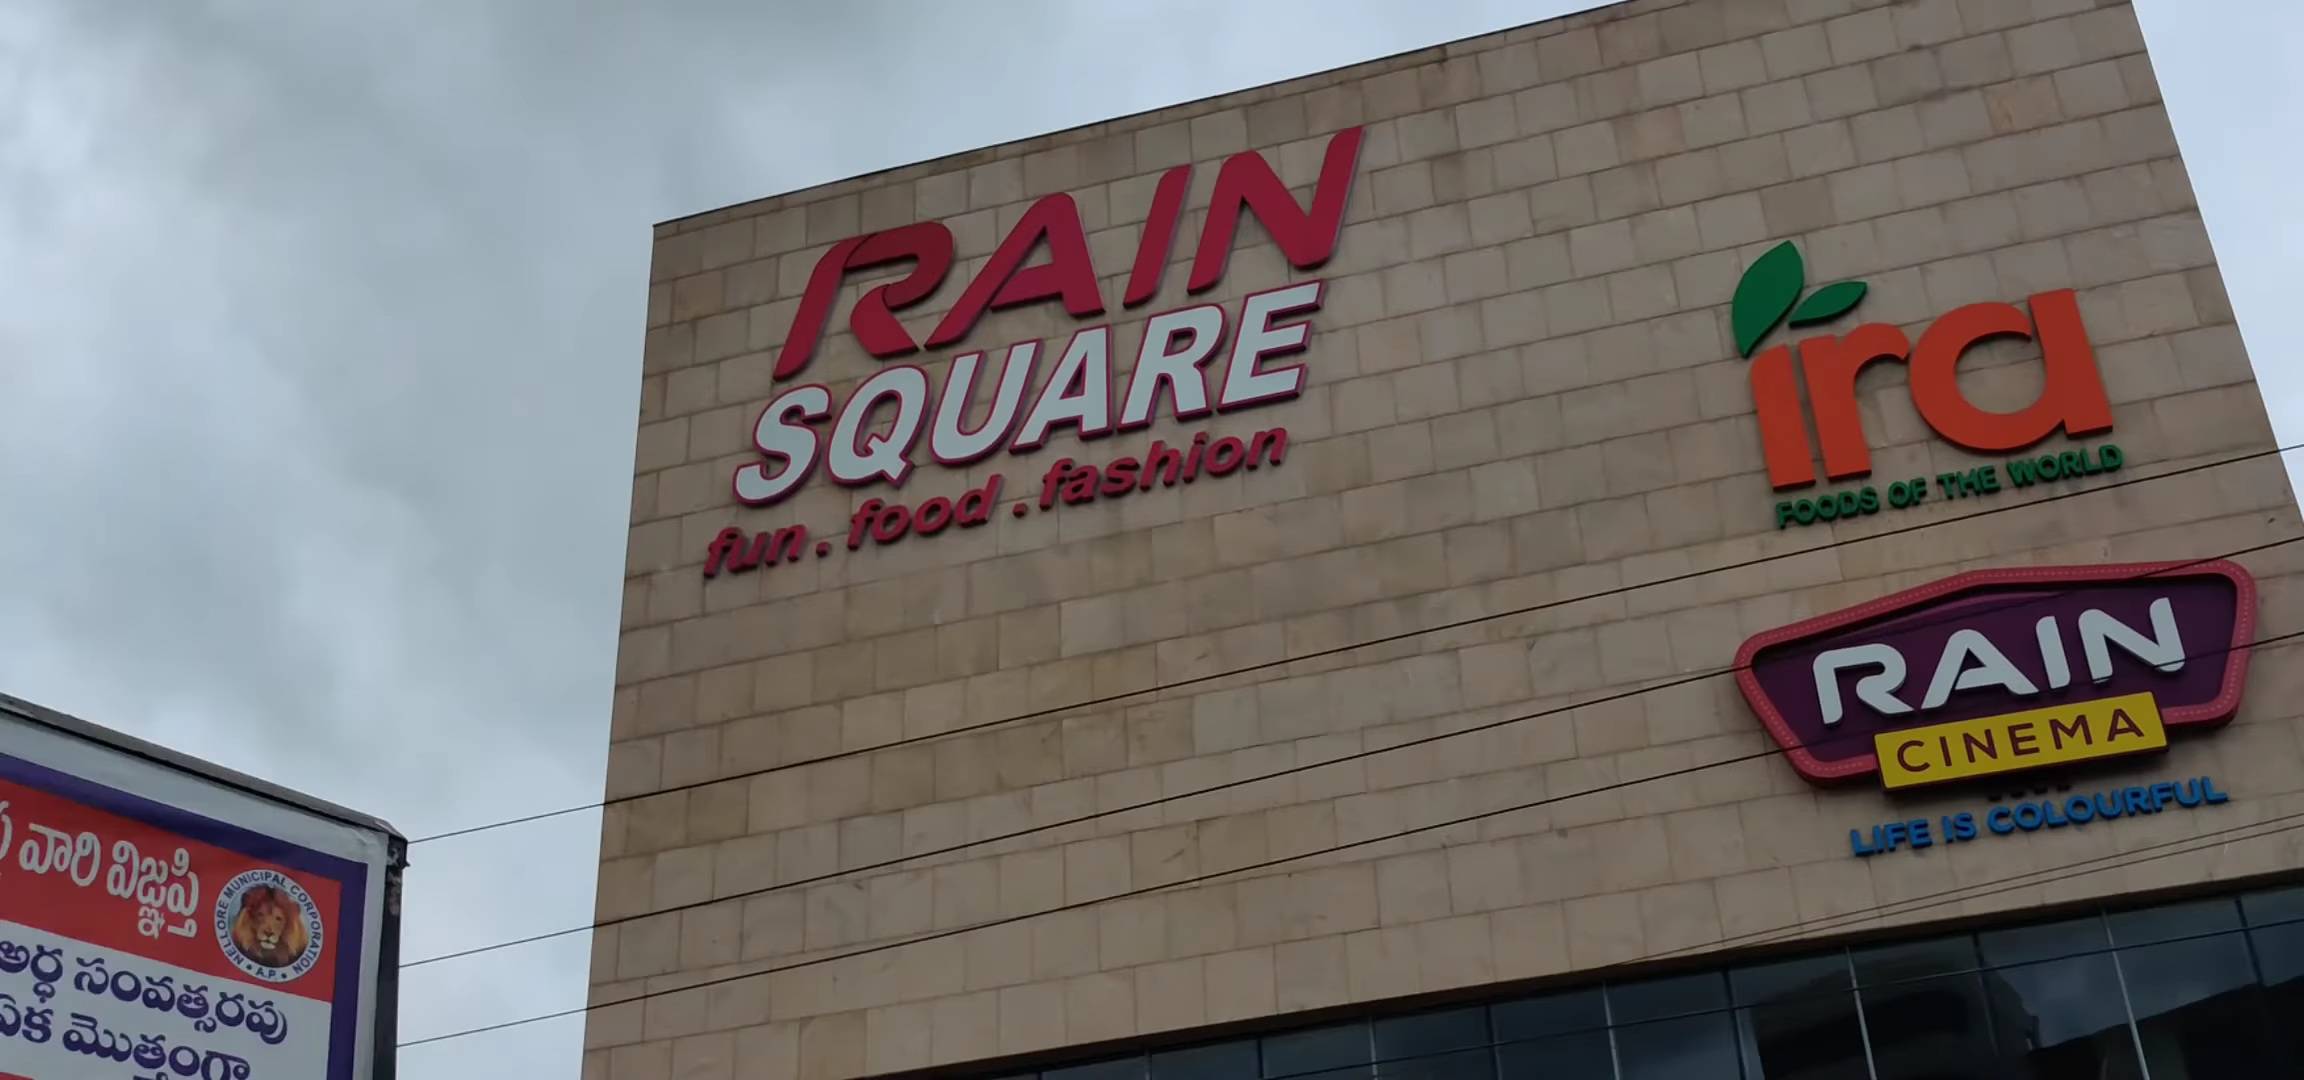 RAIN
SQUARE
fun . food . fashion
ira
FOODS OF THE WORLD
RAIN
CINEMA
LIFE IS COLOURFUL
వారి విజ్ఞప్తి
NELLORE MUNICIPAL CORPORATION
• A.P. •
అర్ధ సంవత్సరపు
ఏక మొత్తంగా